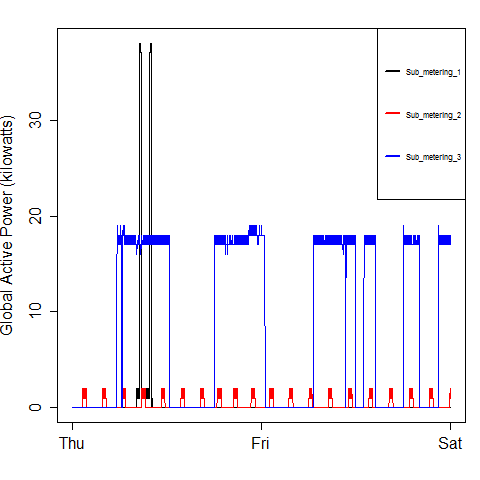 Global Active Power (kilowatts)
30
20
10
0
Thu
Fri
Sat
Sub_metering_1
Sub_metering_2
Sub_metering_3